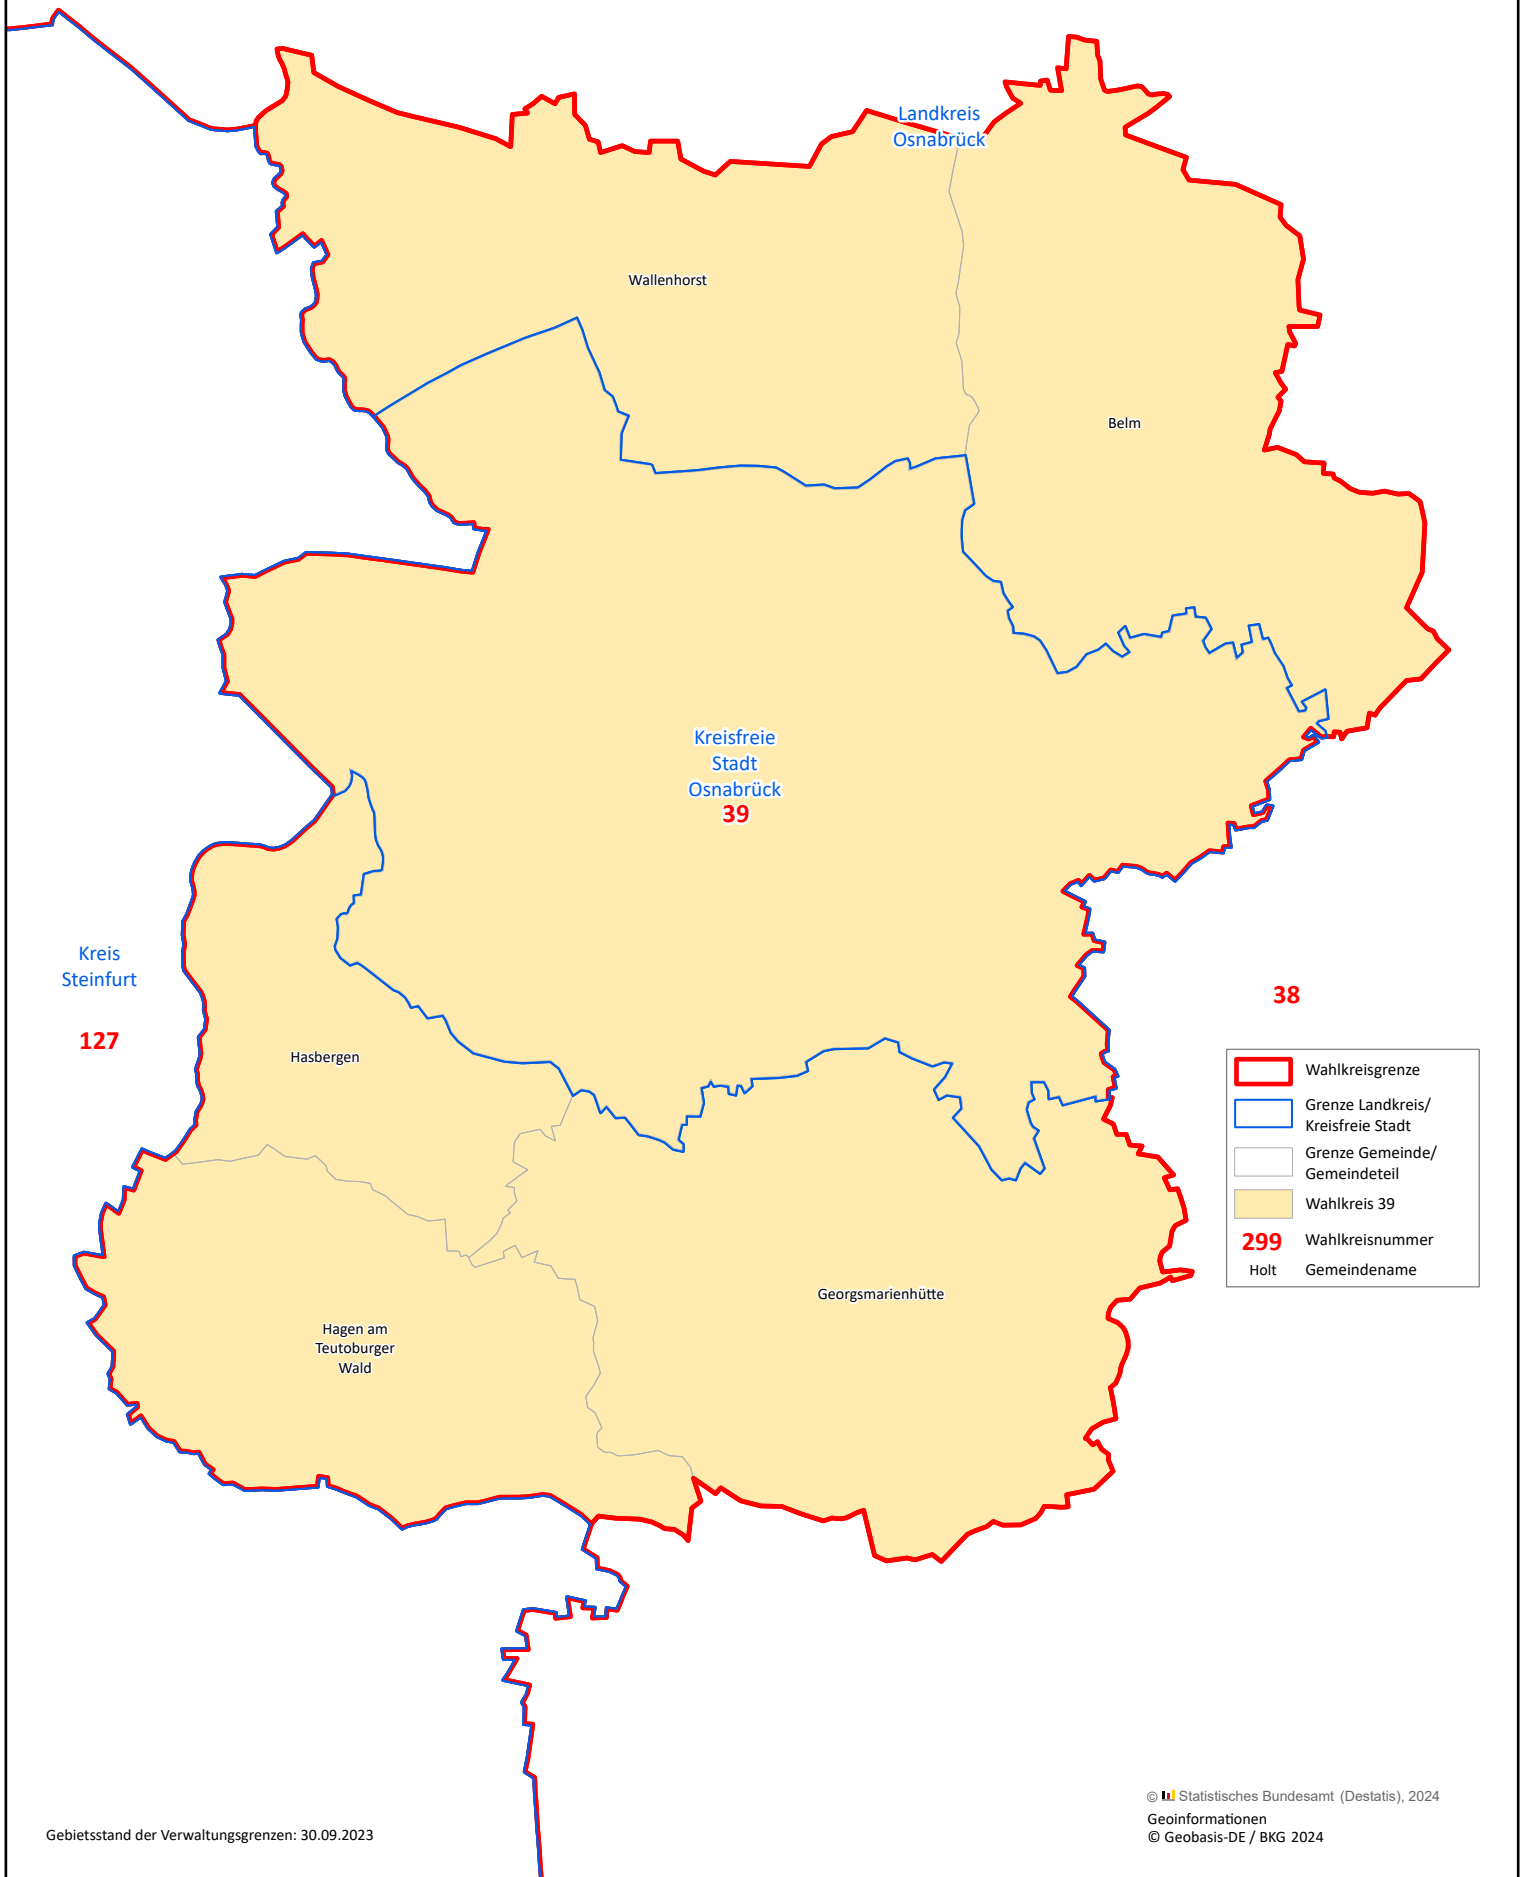 Landkreis
Osnabrück
Wallenhorst
Belm
Kreisfreie
Stadt
Osnabrück
39
Kreis
Steinfurt
127
38
Hasbergen
Georgsmarienhütte
Hagen am
Teutoburger
Wald
Wahlkreisgrenze
Grenze Landkreis/
Kreisfreie Stadt
Grenze Gemeinde/
Gemeindeteil
Wahlkreis 39
299 Wahlkreisnummer
Holt Gemeindename
© Statistisches Bundesamt (Destatis), 2024
Geoinformationen
© Geobasis-DE / BKG 2024
Gebietsstand der Verwaltungsgrenzen: 30.09.2023